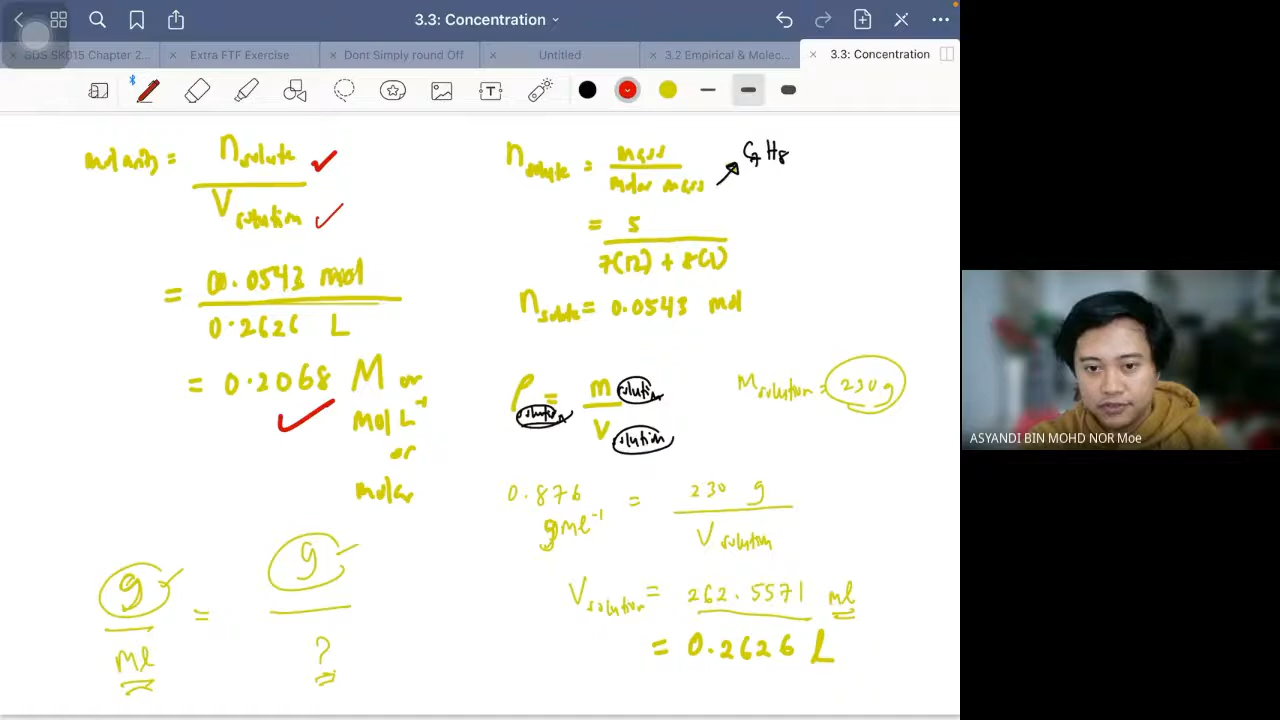 3.3: Concentration
BDS SK015 Chapter 2...
Extra FTF Exercise
Dont Simply round Off
Untitled
3.2 Empirical & Molec...
3.3: Concentration
molarity = n solute / V solution
= 0.0543 mol / 0.2626 L
= 0.2068 M or
mol L⁻¹
or
molar
g / ml = g / ?
n solute = mass / molar mass
C7H8
= 5 / 7(12) + 8(1)
n solute = 0.0543 mol
ρ solution = m solution / V solution
M solution = 230 g
0.876 g ml⁻¹ = 230 g / V solution
V solution = 262.5571 ml
= 0.2626 L
ASYANDI BIN MOHD NOR Moe